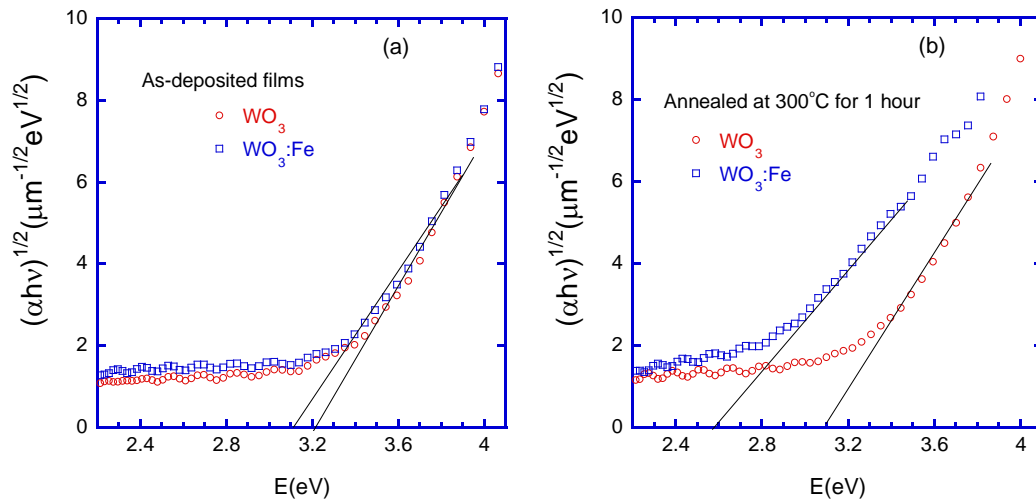 (a)
As-deposited films
WO3
WO3:Fe
(αhν)1/2(μm-1/2eV1/2)
10
8
6
4
2
0
2.4
2.8
3.2
3.6
4
E(eV)
(b)
Annealed at 300°C for 1 hour
WO3
WO3:Fe
(αhν)1/2(μm-1/2eV1/2)
10
8
6
4
2
0
2.4
2.8
3.2
3.6
4
E(eV)